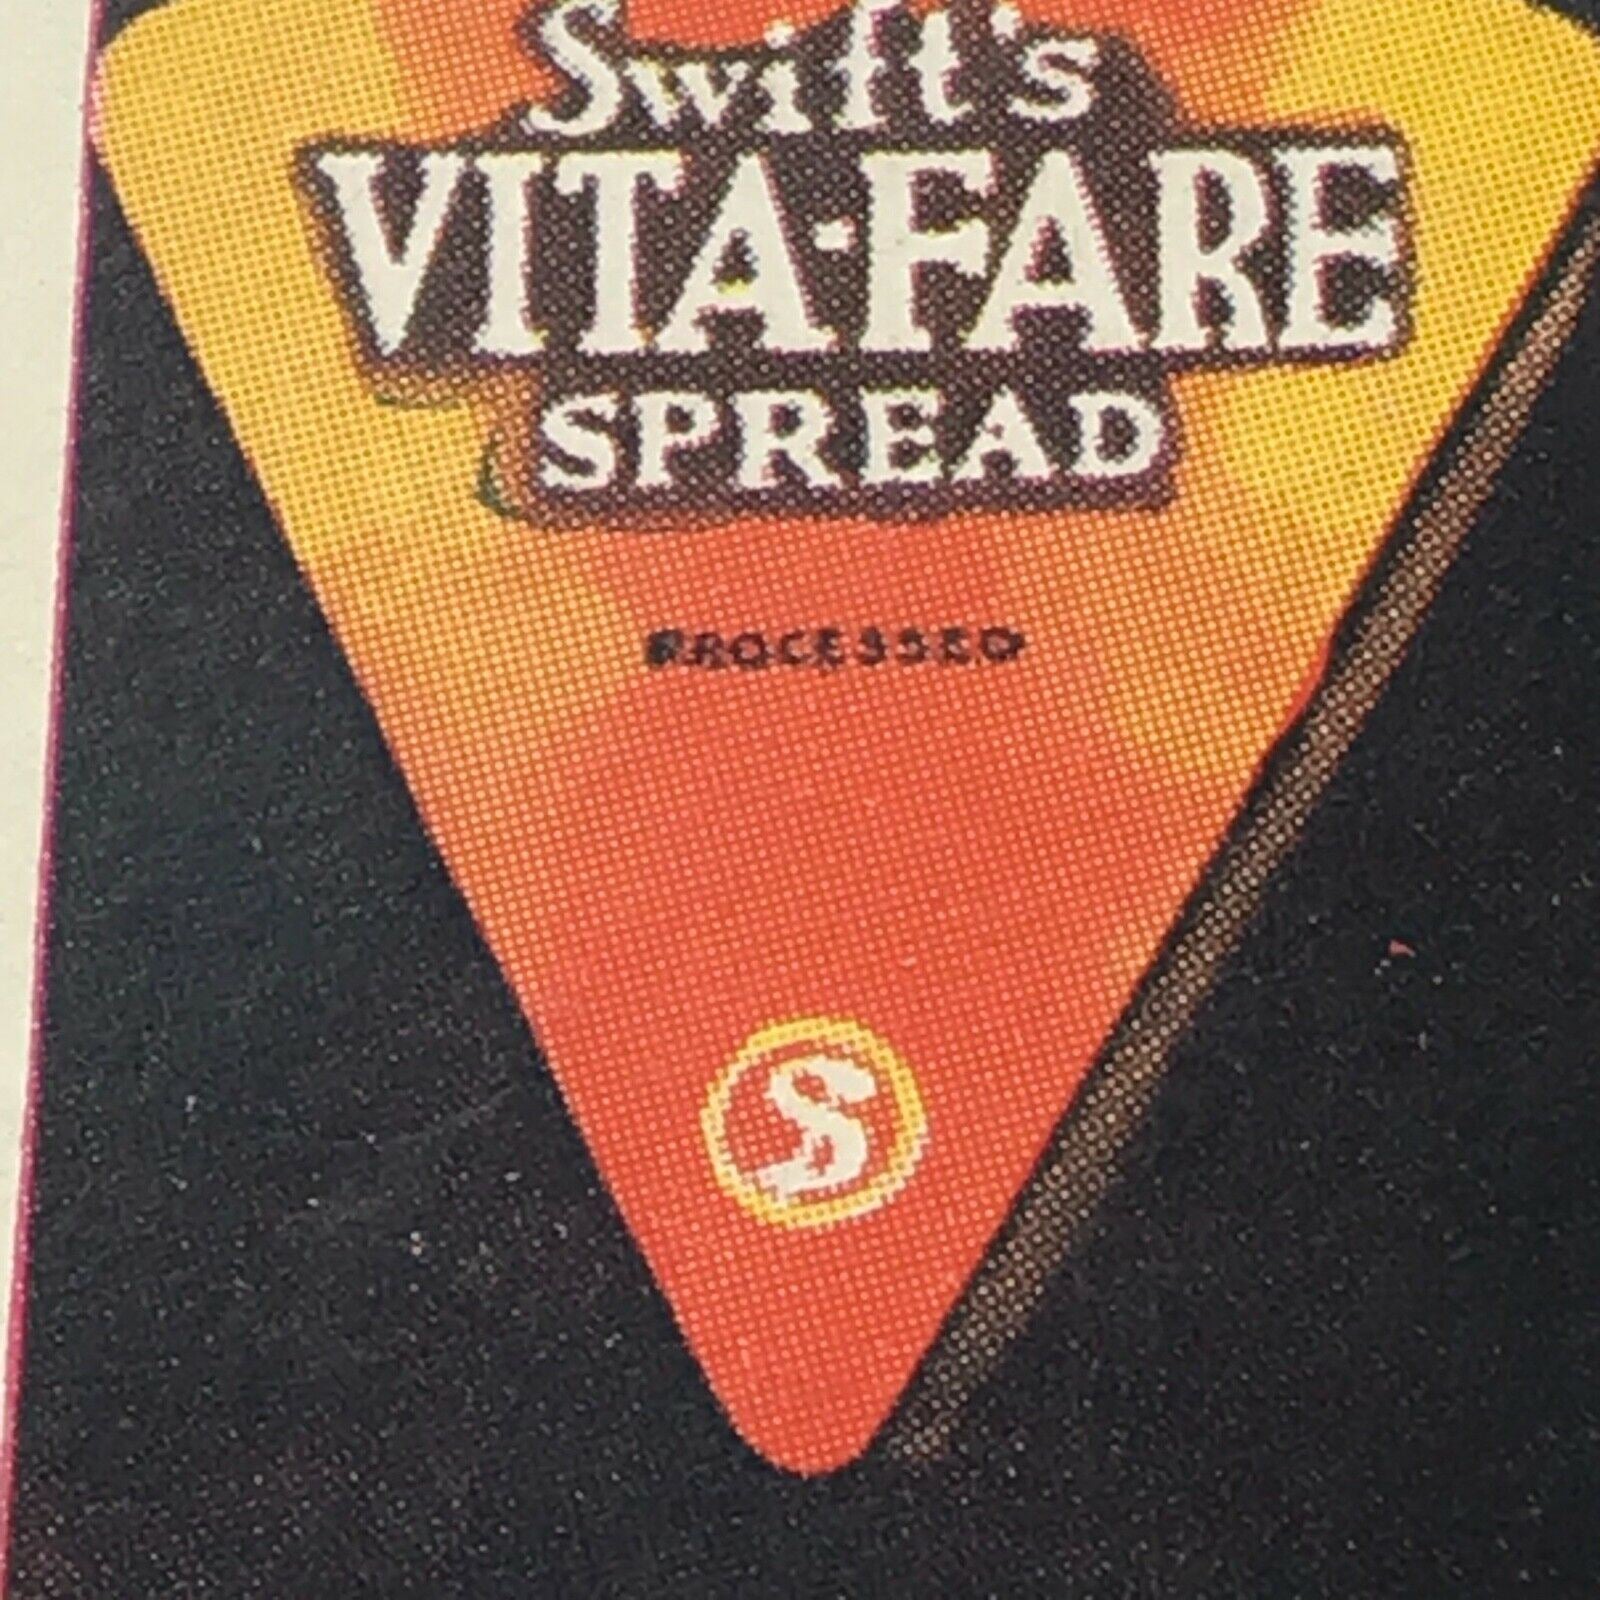 Swift's
VITA-FARE
SPREAD
PROCESSED
S